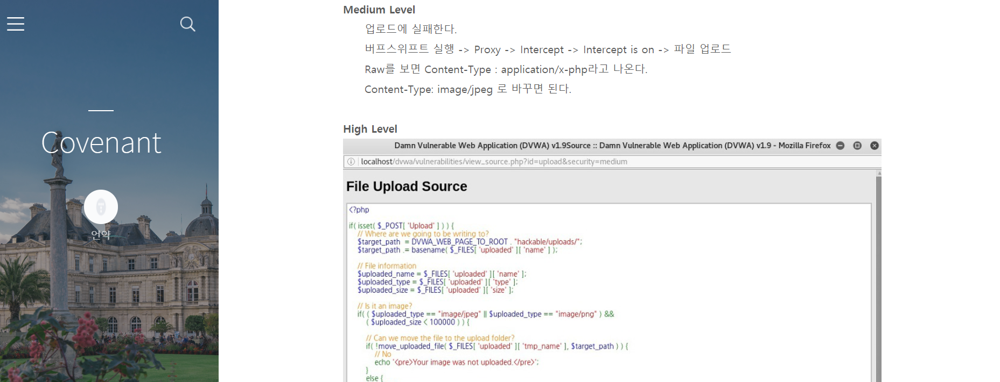 Covenant
언약
Medium Level
업로드에 실패한다.
버프스위프트 실행 -> Proxy -> Intercept -> Intercept is on -> 파일 업로드
Raw를 보면 Content-Type : application/x-php라고 나온다.
Content-Type: image/jpeg 로 바꾸면 된다.
High Level
Damn Vulnerable Web Application (DVWA) v1.9Source :: Damn Vulnerable Web Application (DVWA) v1.9 - Mozilla Firefox
localhost/dvwa/vulnerabilities/view_source.php?id=upload&security=medium
File Upload Source
<?php
if( isset( $_POST[ 'Upload' ] ) ) {
// Where are we going to be writing to?
$target_path = DVWA_WEB_PAGE_TO_ROOT . "hackable/uploads/";
$target_path .= basename( $_FILES[ 'uploaded' ][ 'name' ] );
// File information
$uploaded_name = $_FILES[ 'uploaded' ][ 'name' ];
$uploaded_type = $_FILES[ 'uploaded' ][ 'type' ];
$uploaded_size = $_FILES[ 'uploaded' ][ 'size' ];
// Is it an image?
if( ( $uploaded_type == "image/jpeg" || $uploaded_type == "image/png" ) &&
( $uploaded_size < 100000 ) ) {
// Can we move the file to the upload folder?
if( !move_uploaded_file( $_FILES[ 'uploaded' ][ 'tmp_name' ], $target_path ) ) {
// No
echo '<pre>Your image was not uploaded.</pre>';
}
else {